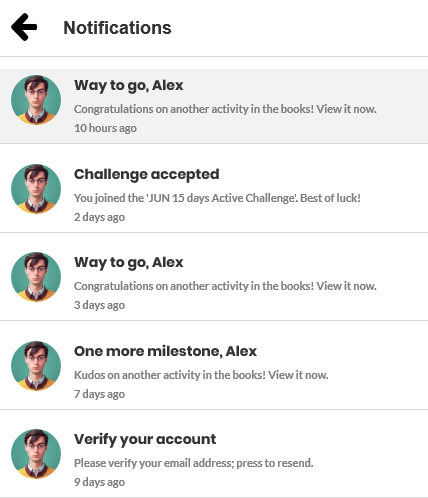 Notifications
Way to go, Alex
Congratulations on another activity in the books! View it now.
10 hours ago
Challenge accepted
You joined the 'JUN 15 days Active Challenge'. Best of luck!
2 days ago
Way to go, Alex
Congratulations on another activity in the books! View it now.
3 days ago
One more milestone, Alex
Kudos on another activity in the books! View it now.
7 days ago
Verify your account
Please verify your email address; press to resend.
9 days ago